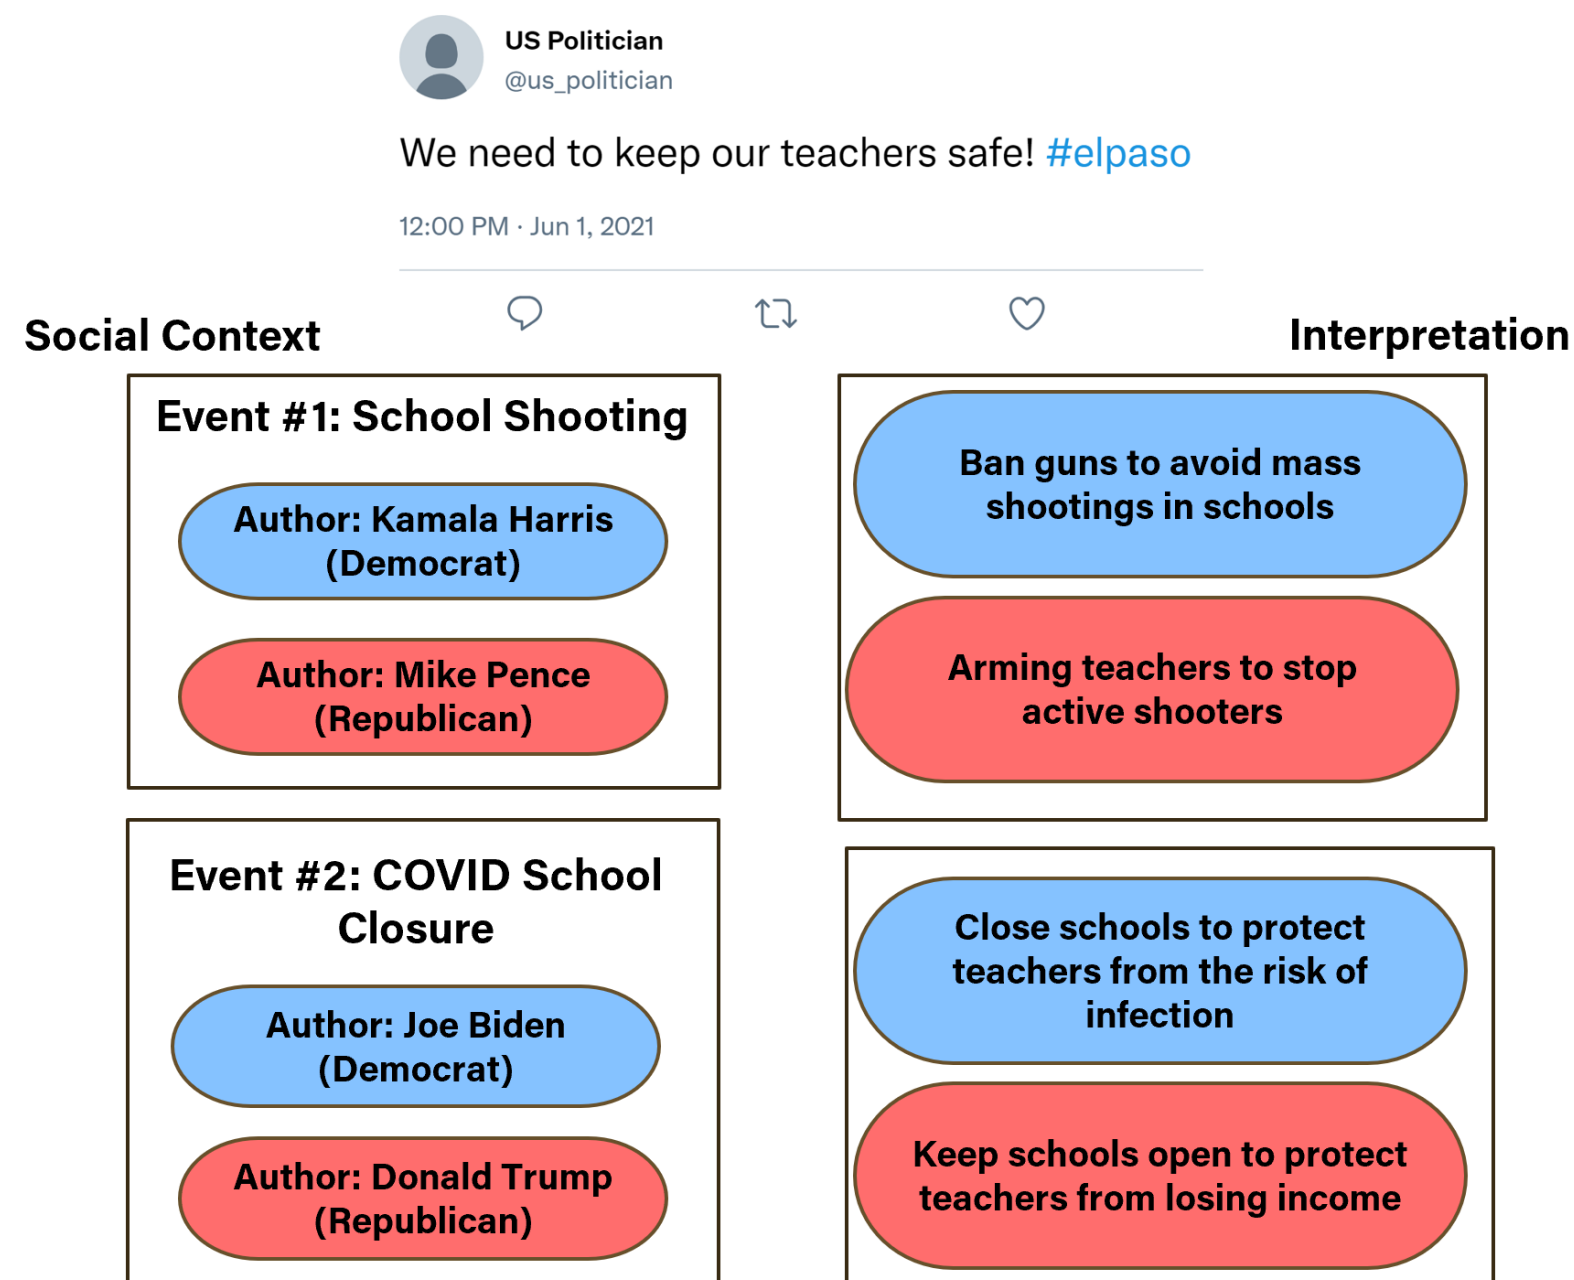 US Politician
@us_politician
We need to keep our teachers safe! #elpaso
12:00 PM · Jun 1, 2021
Social Context
Interpretation
Event #1: School Shooting
Author: Kamala Harris
(Democrat)
Author: Mike Pence
(Republican)
Ban guns to avoid mass
shootings in schools
Arming teachers to stop
active shooters
Event #2: COVID School
Closure
Author: Joe Biden
(Democrat)
Author: Donald Trump
(Republican)
Close schools to protect
teachers from the risk of
infection
Keep schools open to protect
teachers from losing income